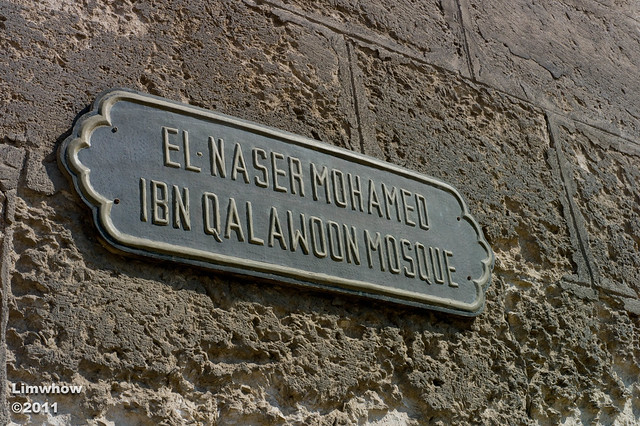 EL-NASER MOHAMED
IBN QALAWOON MOSQUE
Limwhow
©2011